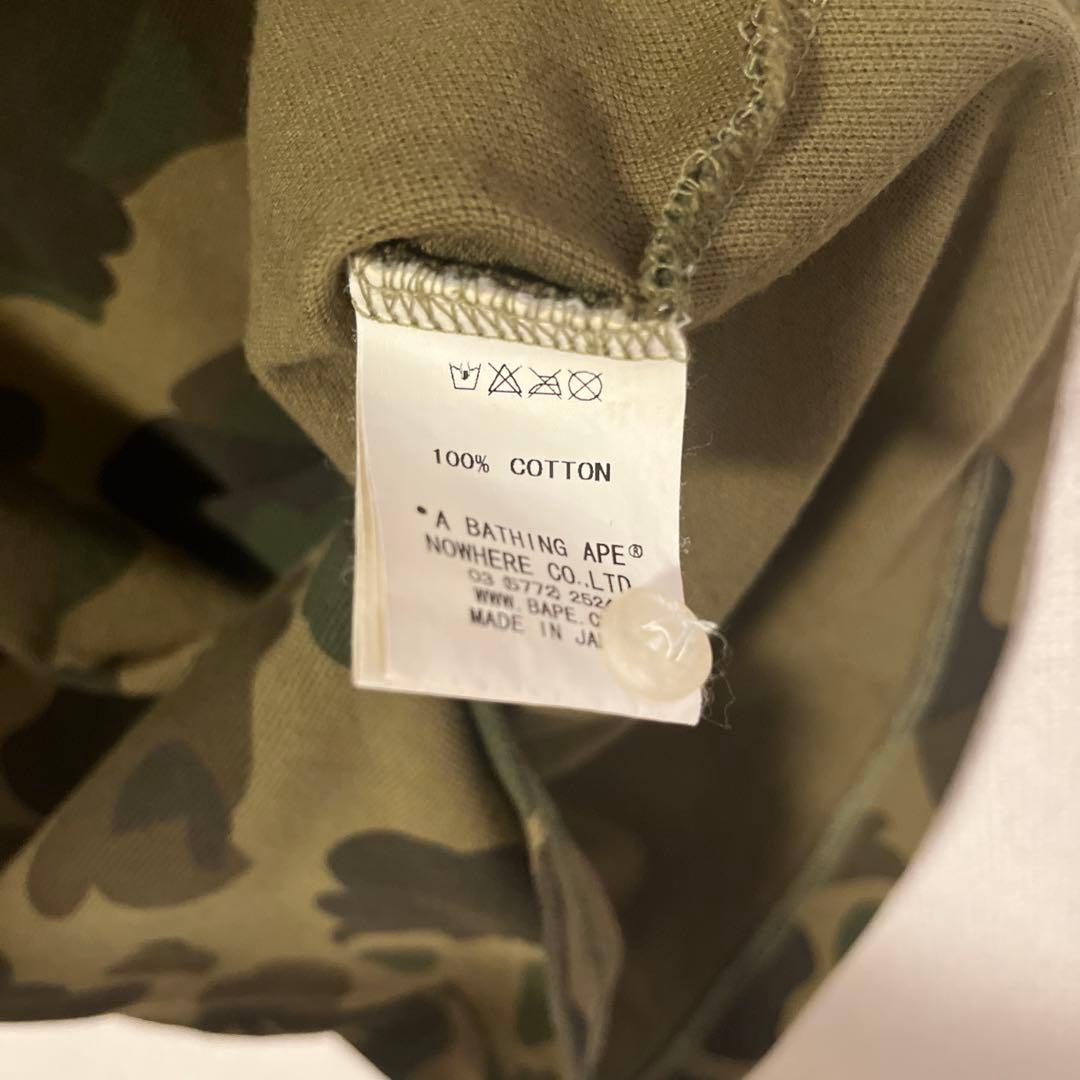 100% COTTON
•A BATHING APE®
NOWHERE CO.,LTD
03 (5772) 252
WWW.BAPE.C
MADE IN JA